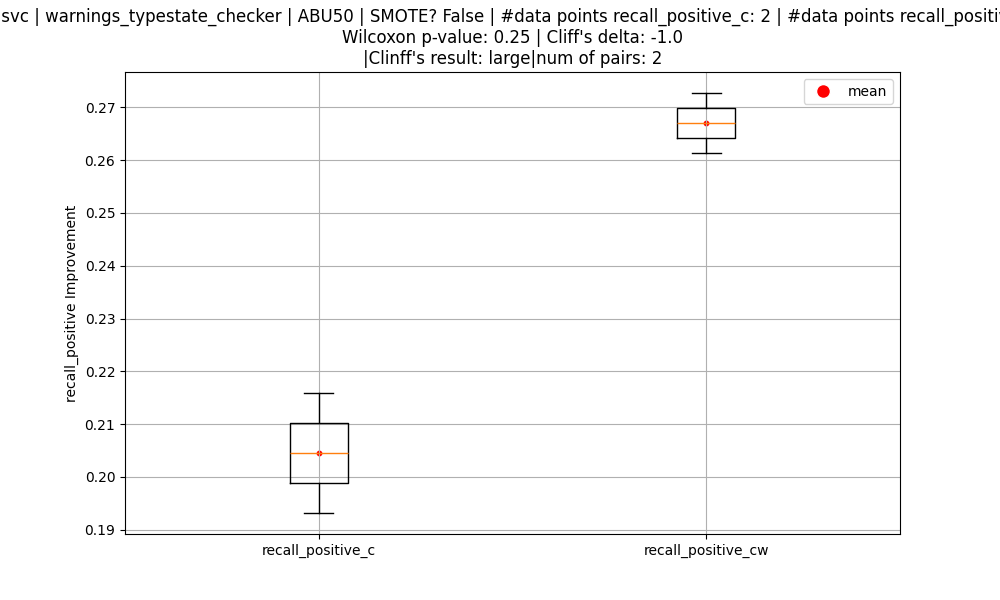 svc | warnings_typestate_checker | ABU50 | SMOTE? False | #data points recall_positive_c: 2 | #data points
Wilcoxon p-value: 0.25 | Cliff's delta: -1.0
|Clinff's result: large|num of pairs: 2
mean
recall_positive Improvement
0.27
0.26
0.25
0.24
0.23
0.22
0.21
0.20
0.19
recall_positive_c
recall_positive_cw